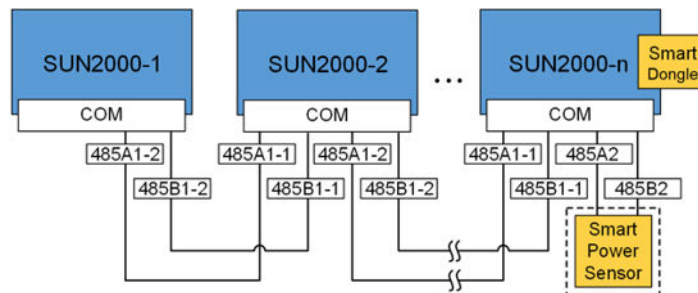 SUN2000-1
SUN2000-2
...
SUN2000-n
Smart
Dongle
COM
COM
COM
485A1-2
485A1-1
485A1-2
485A1-1
485A2
485B1-2
485B1-1
485B1-2
485B1-1
485B2
Smart
Power
Sensor